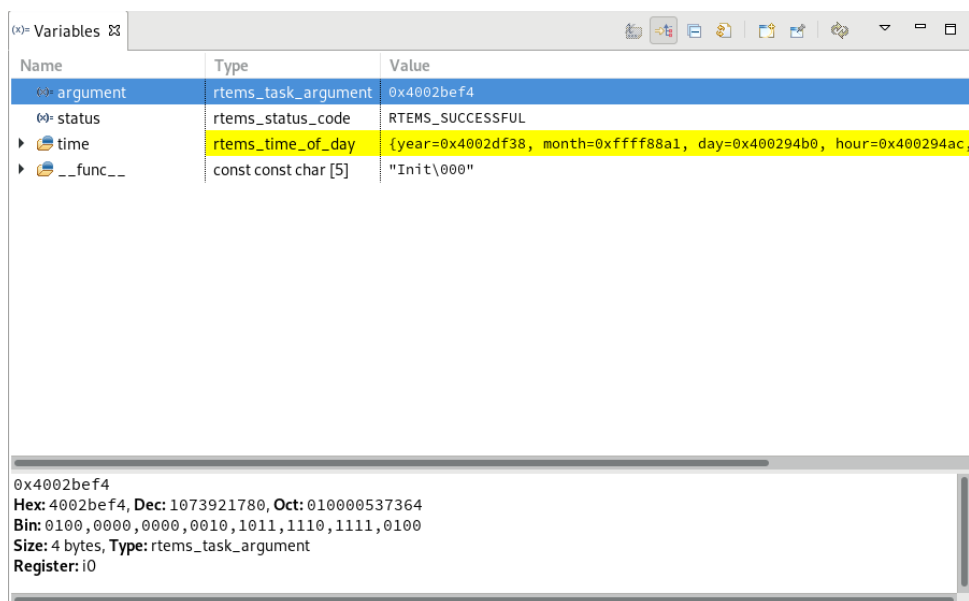 (x)= Variables
Name Type Value
(x)= argument rtems_task_argument 0x4002bef4
(x)= status rtems_status_code RTEMS_SUCCESSFUL
time rtems_time_of_day {year=0x4002df38, month=0xffff88a1, day=0x400294b0, hour=0x400294ac,
__func__ const const char [5] "Init\000"
0x4002bef4
Hex: 4002bef4, Dec: 1073921780, Oct: 010000537364
Bin: 0100,0000,0000,0010,1011,1110,1111,0100
Size: 4 bytes, Type: rtems_task_argument
Register: i0